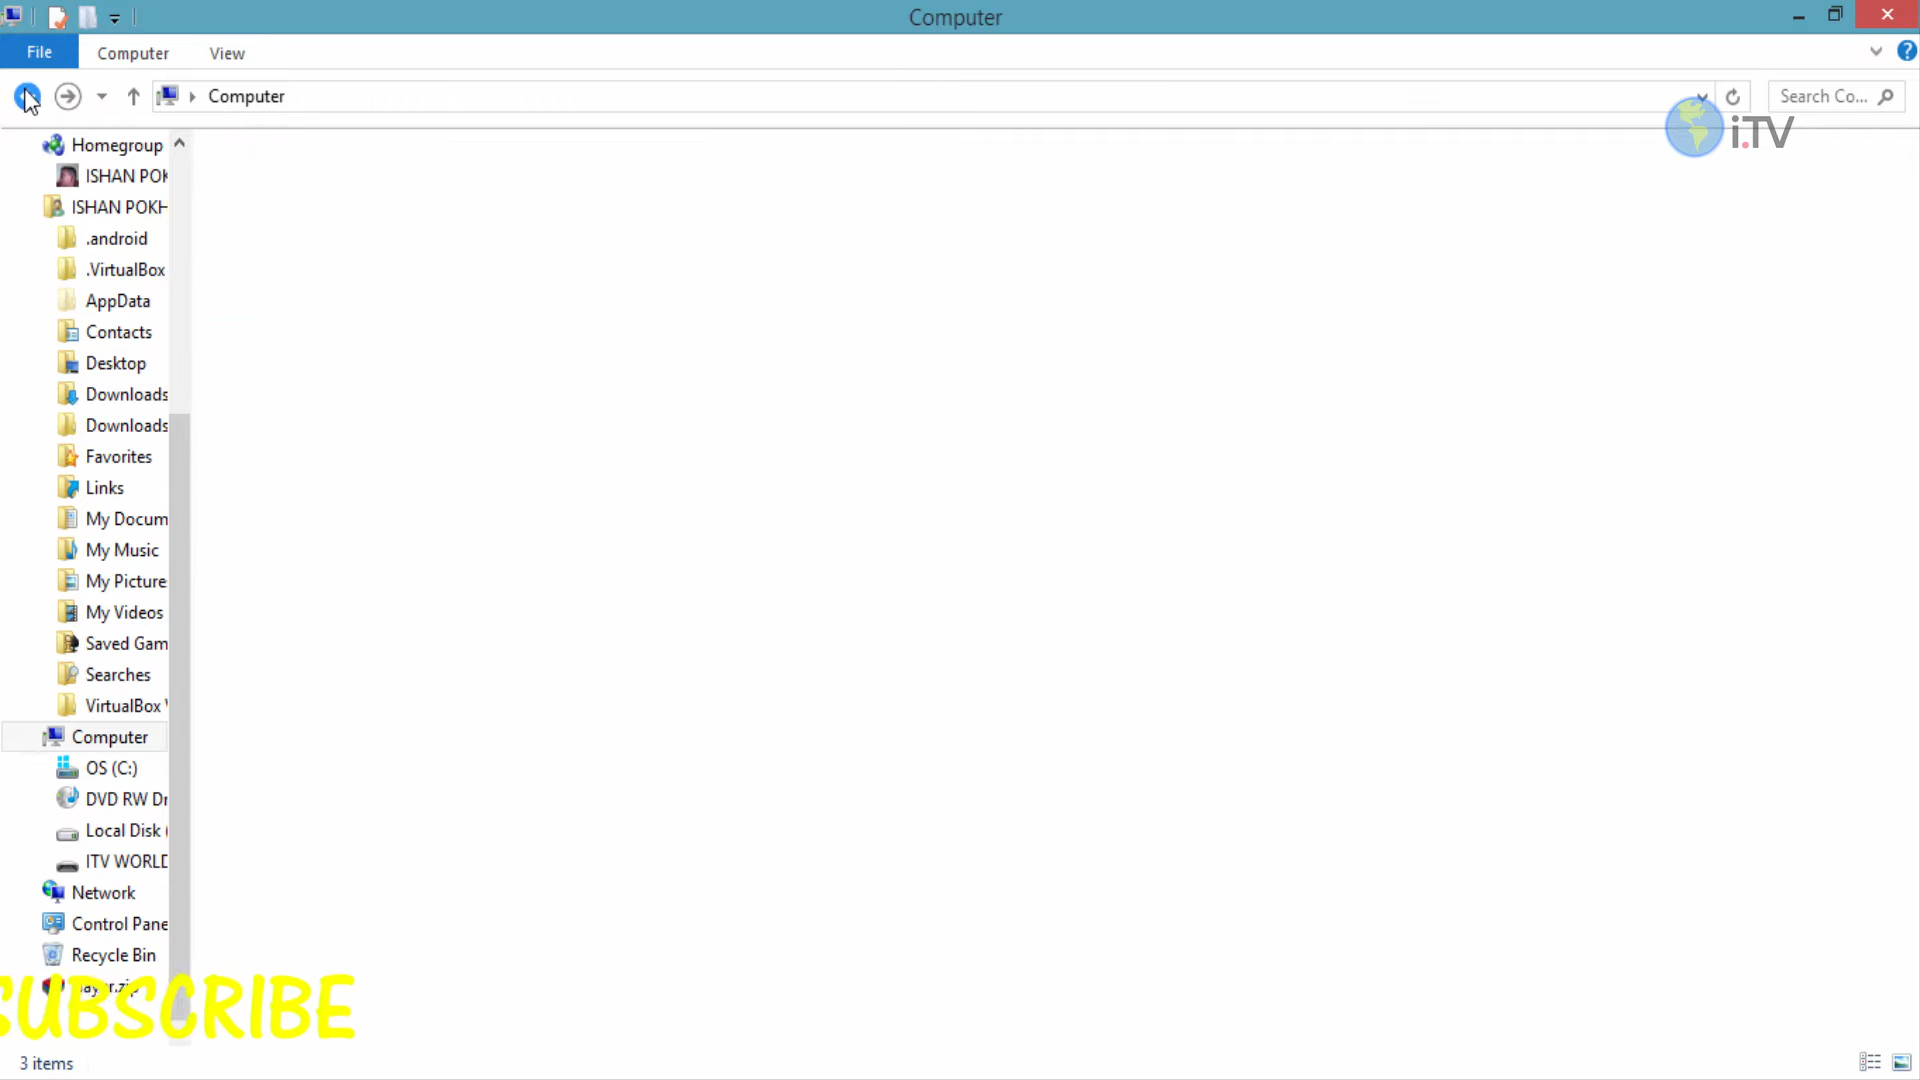 Computer
File
Computer
View
Computer
Search Co...
i.TV
Homegroup
ISHAN POK
ISHAN POKH
.android
.VirtualBox
AppData
Contacts
Desktop
Downloads
Downloads
Favorites
Links
My Docum
My Music
My Picture
My Videos
Saved Gam
Searches
VirtualBox
Computer
OS (C:)
DVD RW Dr
Local Disk
ITV WORLD
Network
Control Pane
Recycle Bin
SUBSCRIBE
3 items